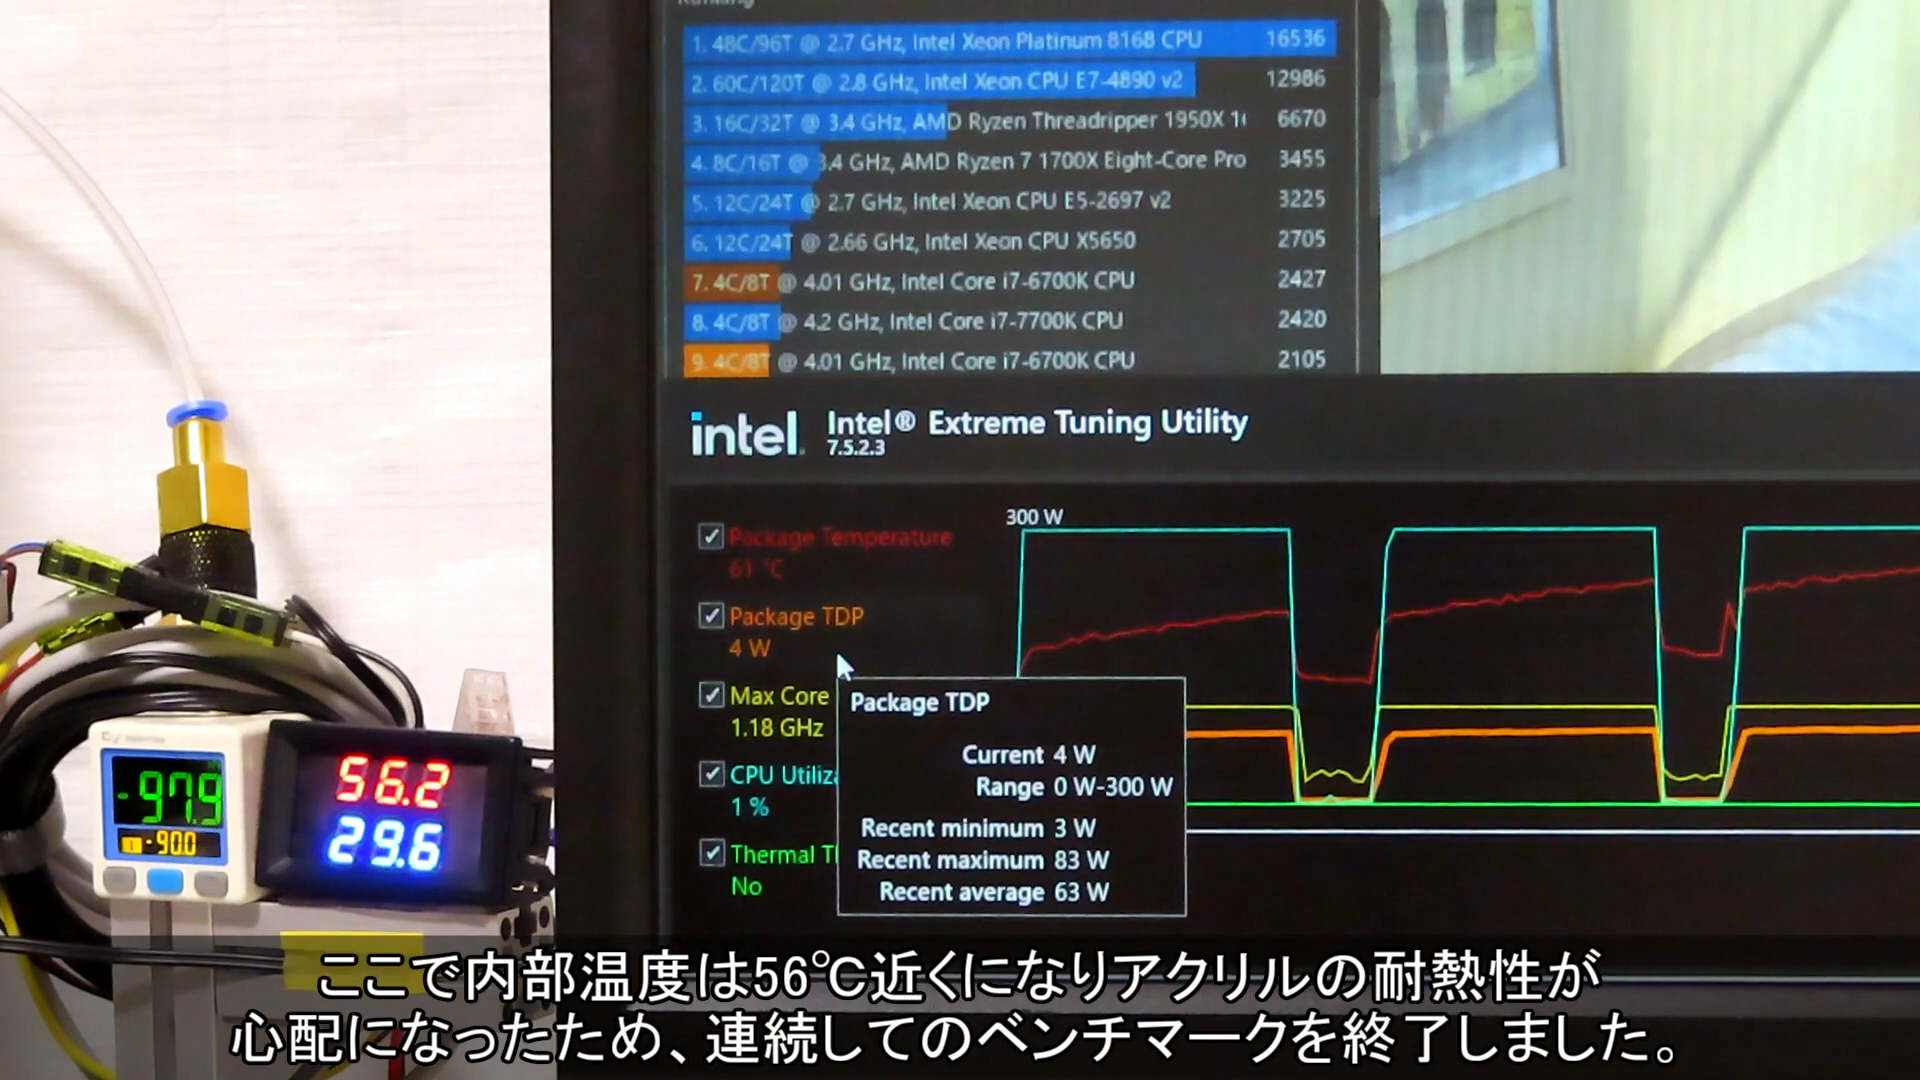 Ranking
1. 48C/96T @ 2.7 GHz, Intel Xeon Platinum 8168 CPU 16536
2. 60C/120T @ 2.8 GHz, Intel Xeon CPU E7-4890 v2 12986
3. 16C/32T @ 3.4 GHz, AMD Ryzen Threadripper 1950X 6670
4. 8C/16T @ 3.4 GHz, AMD Ryzen 7 1700X Eight-Core Pro 3455
5. 12C/24T @ 2.7 GHz, Intel Xeon CPU E5-2697 v2 3225
6. 12C/24T @ 2.66 GHz, Intel Xeon CPU X5650 2705
7. 4C/8T @ 4.01 GHz, Intel Core i7-6700K CPU 2427
8. 4C/8T @ 4.2 GHz, Intel Core i7-7700K CPU 2420
9. 4C/8T @ 4.01 GHz, Intel Core i7-6700K CPU 2105
intel. Intel® Extreme Tuning Utility
7.5.2.3
300 W
Package Temperature
61 °C
Package TDP
4 W
Max Core
1.18 GHz
CPU Utiliz
1 %
Thermal T
No
Package TDP
Current 4 W
Range 0 W-300 W
Recent minimum 3 W
Recent maximum 83 W
Recent average 63 W
-97.9
-90.0
56.2
29.6
ここで内部温度は56℃近くになりアクリルの耐熱性が
心配になったため、連続してのベンチマークを終了しました。